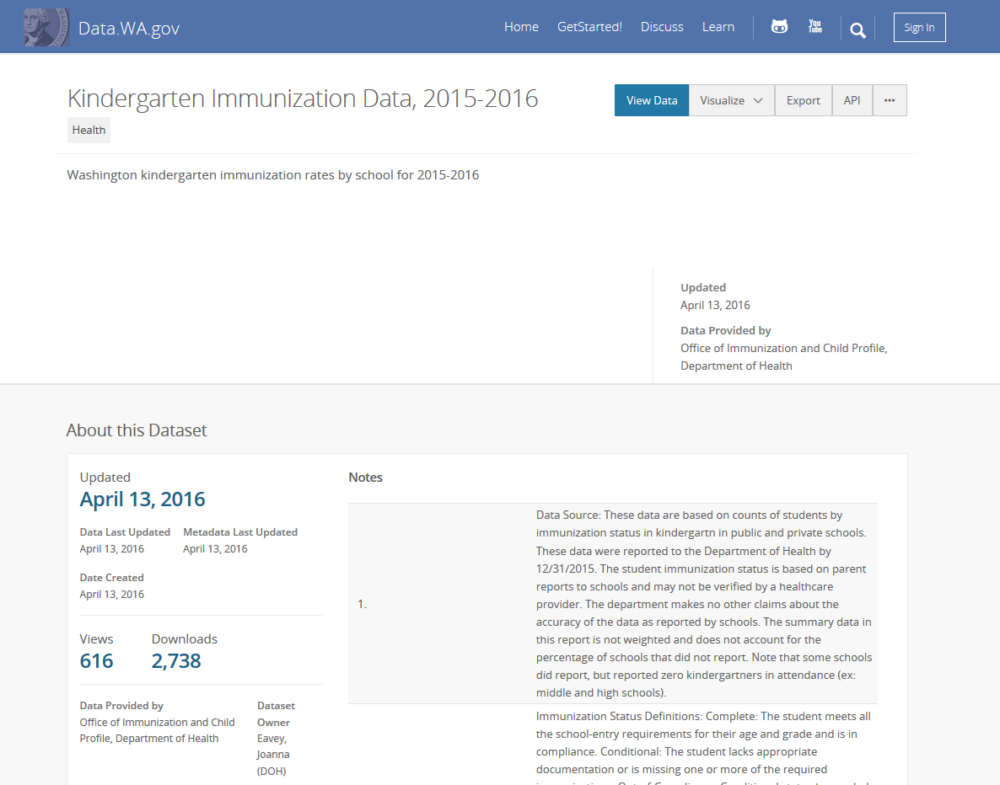 Data.WA.gov
Home GetStarted! Discuss Learn You Tube Sign In
Kindergarten Immunization Data, 2015-2016
View Data Visualize Export API •••
Health
Washington kindergarten immunization rates by school for 2015-2016
Updated
April 13, 2016
Data Provided by
Office of Immunization and Child Profile,
Department of Health
About this Dataset
Updated
April 13, 2016
Data Last Updated Metadata Last Updated
April 13, 2016 April 13, 2016
Date Created
April 13, 2016
Views Downloads
616 2,738
Data Provided by
Office of Immunization and Child
Profile, Department of Health
Dataset
Owner
Eavey,
Joanna
(DOH)
Notes
1.
Data Source: These data are based on counts of students by
immunization status in kindergartn in public and private schools.
These data were reported to the Department of Health by
12/31/2015. The student immunization status is based on parent
reports to schools and may not be verified by a healthcare
provider. The department makes no other claims about the
accuracy of the data as reported by schools. The summary data in
this report is not weighted and does not account for the
percentage of schools that did not report. Note that some schools
did report, but reported zero kindergartners in attendance (ex:
middle and high schools).
Immunization Status Definitions: Complete: The student meets all
the school-entry requirements for their age and grade and is in
compliance. Conditional: The student lacks appropriate
documentation or is missing one or more of the required